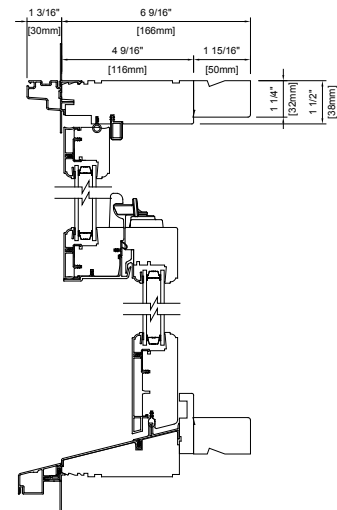 1 3/16"
6 9/16"
[30mm]
[166mm]
4 9/16"
1 15/16"
[116mm]
[50mm]
1 1/4"
[32mm]
1 1/2"
[38mm]